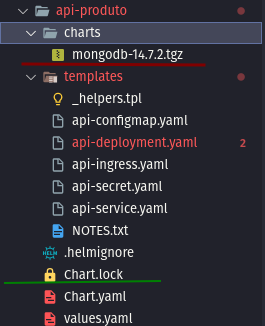 api-produto
charts
mongodb-14.7.2.tgz
templates
_helpers.tpl
api-configmap.yaml
api-deployment.yaml 2
api-ingress.yaml
api-secret.yaml
api-service.yaml
NOTES.txt
HELM .helmignore
Chart.lock
Chart.yaml
values.yaml